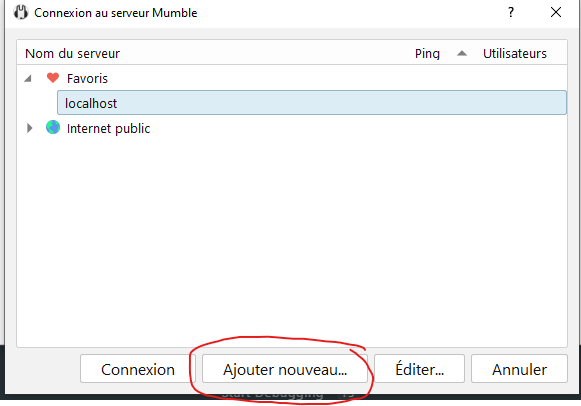 Connexion au serveur Mumble
?
Nom du serveur Ping Utilisateurs
Favoris
localhost
Internet public
Connexion Ajouter nouveau... Éditer... Annuler
Start Debugging